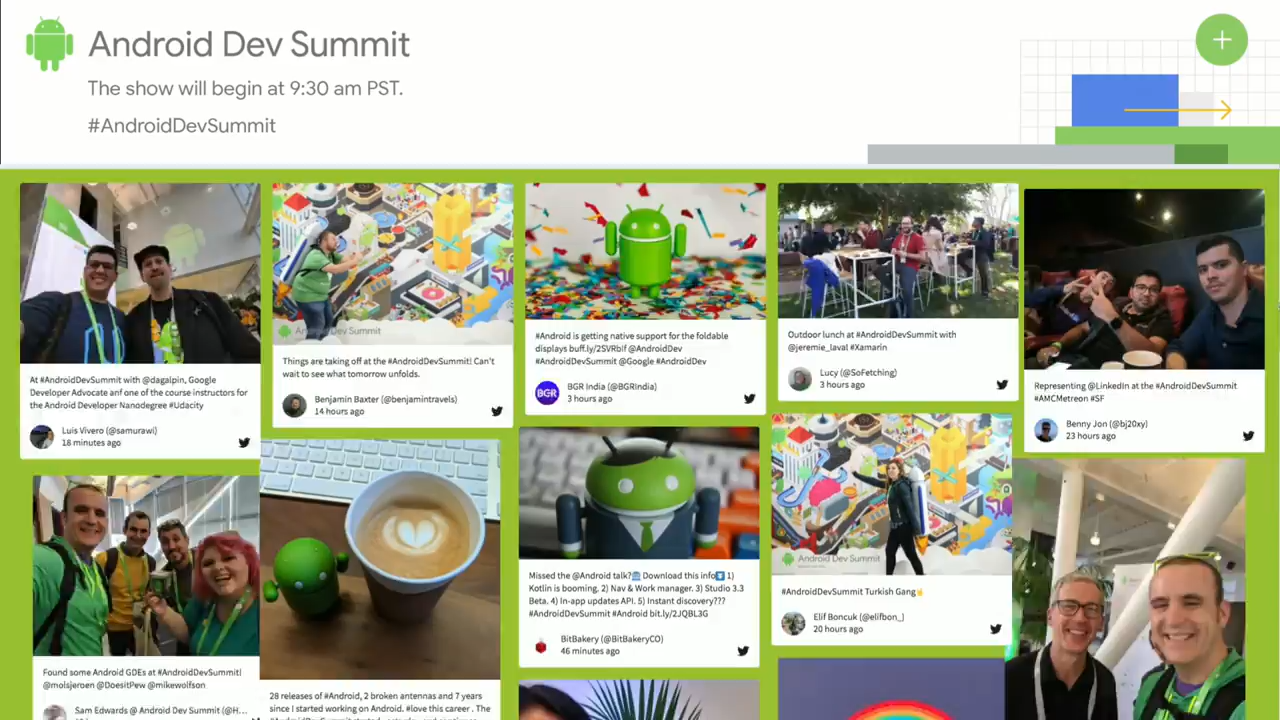 Android Dev Summit
The show will begin at 9:30 am PST.
#AndroidDevSummit
At #AndroidDevSummit with @dagalpin, Google
Developer Advocate anf one of the course instructors for
the Android Developer Nanodegree #Udacity
Luis Vivero (@samurawi)
18 minutes ago
Android Dev Summit
Things are taking off at the #AndroidDevSummit! Can't
wait to see what tomorrow unfolds.
Benjamin Baxter (@benjamintravels)
14 hours ago
#Android is getting native support for the foldable
displays buff.ly/2SVRbIf @AndroidDev
#AndroidDevSummit @Google #AndroidDev
BGR
BGR India (@BGRIndia)
3 hours ago
Outdoor lunch at #AndroidDevSummit with
@jeremie_laval #Xamarin
Lucy (@SoFetching)
3 hours ago
Representing @LinkedIn at the #AndroidDevSummit
#AMCMetreon #SF
Benny Jon (@bj20xy)
23 hours ago
Found some Android GDEs at #AndroidDevSummit!
@molsjeroen @DoesitPew @mikewolfson
Sam Edwards @ Android Dev Summit (@H...
28 releases of #Android, 2 broken antennas and 7 years
since I started working on Android. #love this career . The
Missed the @Android talk? Download this info 1)
Kotlin is booming. 2) Nav & Work manager. 3) Studio 3.3
Beta. 4) In-app updates API. 5) Instant discovery???
#AndroidDevSummit #Android bit.ly/2JQBL3G
BitBakery (@BitBakeryCO)
46 minutes ago
Android Dev Summit
#AndroidDevSummit Turkish Gang
Elif Boncuk (@elifbon_)
20 hours ago